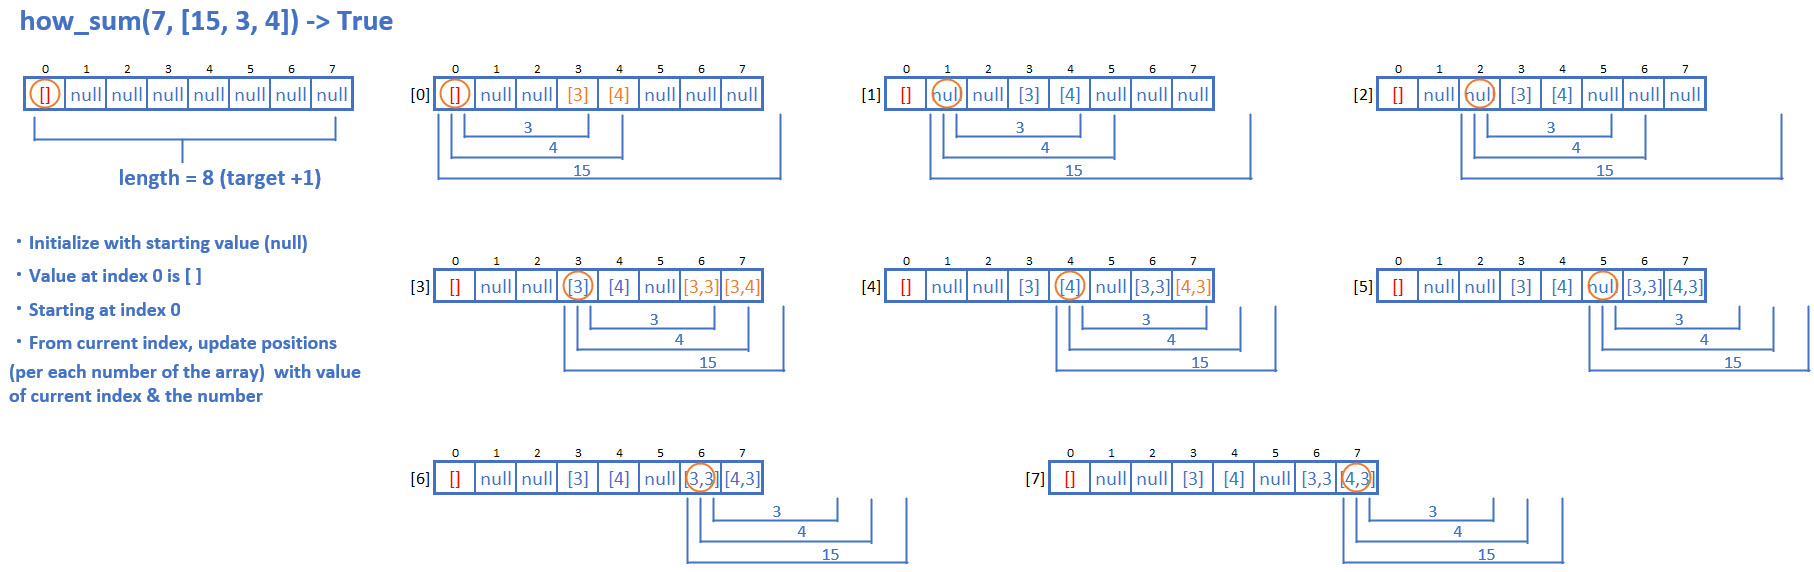 how_sum(7, [15, 3, 4]) -> True
0 1 2 3 4 5 6 7
[] null null null null null null null
length = 8 (target +1)
0 1 2 3 4 5 6 7
[0] [] null null [3] [4] null null null
3
4
15
0 1 2 3 4 5 6 7
[1] [] null null [3] [4] null null null
3
4
15
0 1 2 3 4 5 6 7
[2] [] null null [3] [4] null null null
3
4
15
・Initialize with starting value (null)
・Value at index 0 is [ ]
・Starting at index 0
・From current index, update positions
(per each number of the array) with value
of current index & the number
0 1 2 3 4 5 6 7
[3] [] null null [3] [4] null [3,3] [3,4]
3
4
15
0 1 2 3 4 5 6 7
[4] [] null null [3] [4] null [3,3] [4,3]
3
4
15
0 1 2 3 4 5 6 7
[5] [] null null [3] [4] null [3,3] [4,3]
3
4
15
0 1 2 3 4 5 6 7
[6] [] null null [3] [4] null [3,3] [4,3]
3
4
15
0 1 2 3 4 5 6 7
[7] [] null null [3] [4] null [3,3 [4,3]
3
4
15